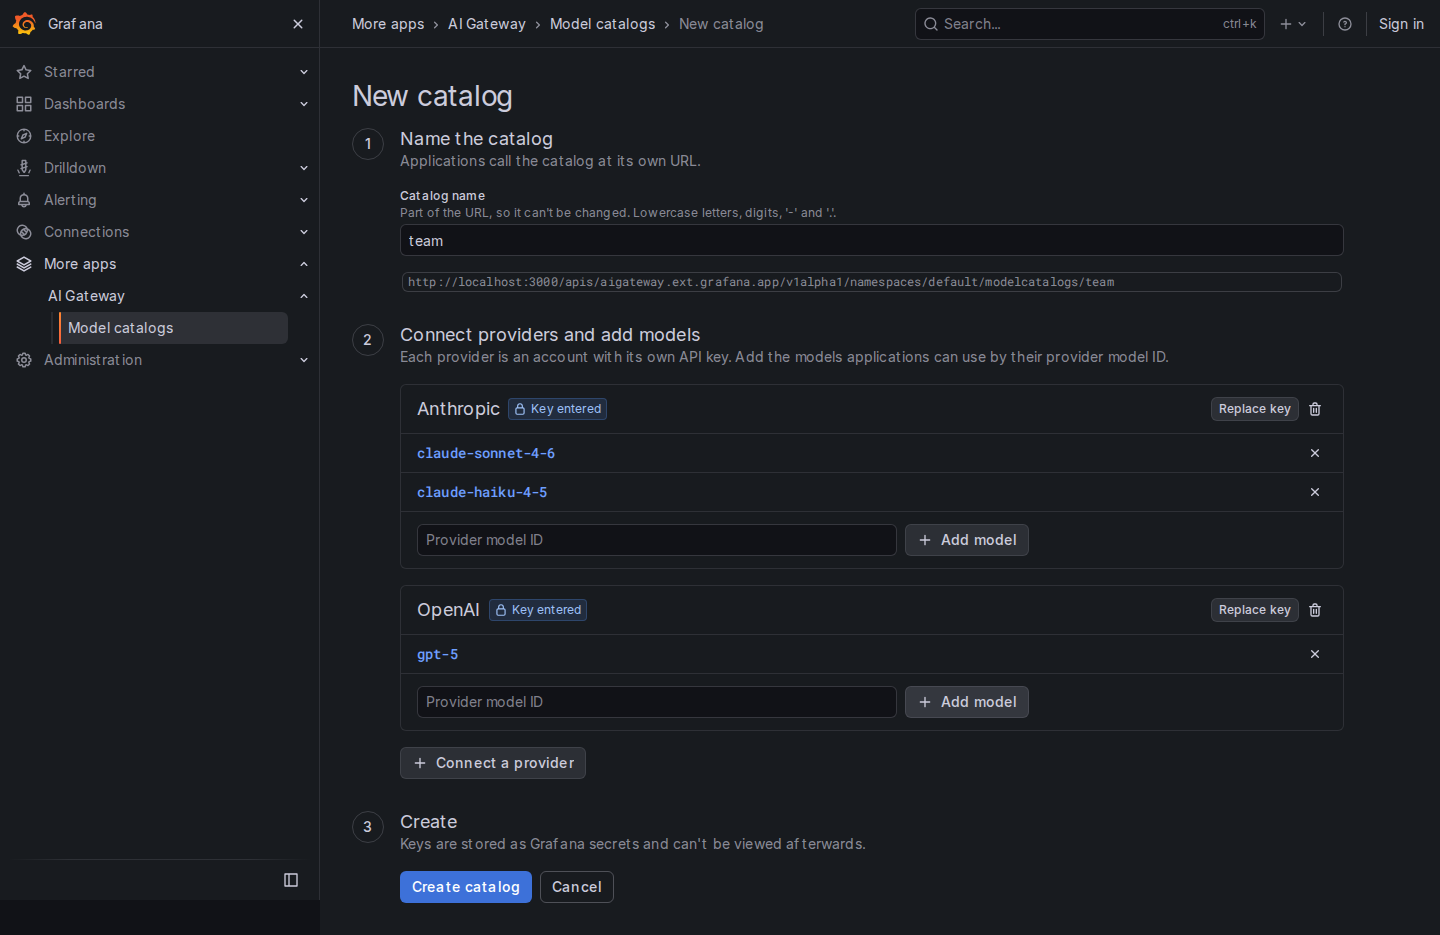 Grafana
More apps > AI Gateway > Model catalogs > New catalog
Search...
ctrl+k
Sign in
Starred
Dashboards
Explore
Drilldown
Alerting
Connections
More apps
AI Gateway
Model catalogs
Administration
New catalog
1
Name the catalog
Applications call the catalog at its own URL.
Catalog name
Part of the URL, so it can't be changed. Lowercase letters, digits, '-' and '.'.
team
http://localhost:3000/apis/aigateway.ext.grafana.app/v1alpha1/namespaces/default/modelcatalogs/team
2
Connect providers and add models
Each provider is an account with its own API key. Add the models applications can use by their provider model ID.
Anthropic
Key entered
Replace key
claude-sonnet-4-6
claude-haiku-4-5
Provider model ID
Add model
OpenAI
Key entered
Replace key
gpt-5
Provider model ID
Add model
Connect a provider
3
Create
Keys are stored as Grafana secrets and can't be viewed afterwards.
Create catalog
Cancel